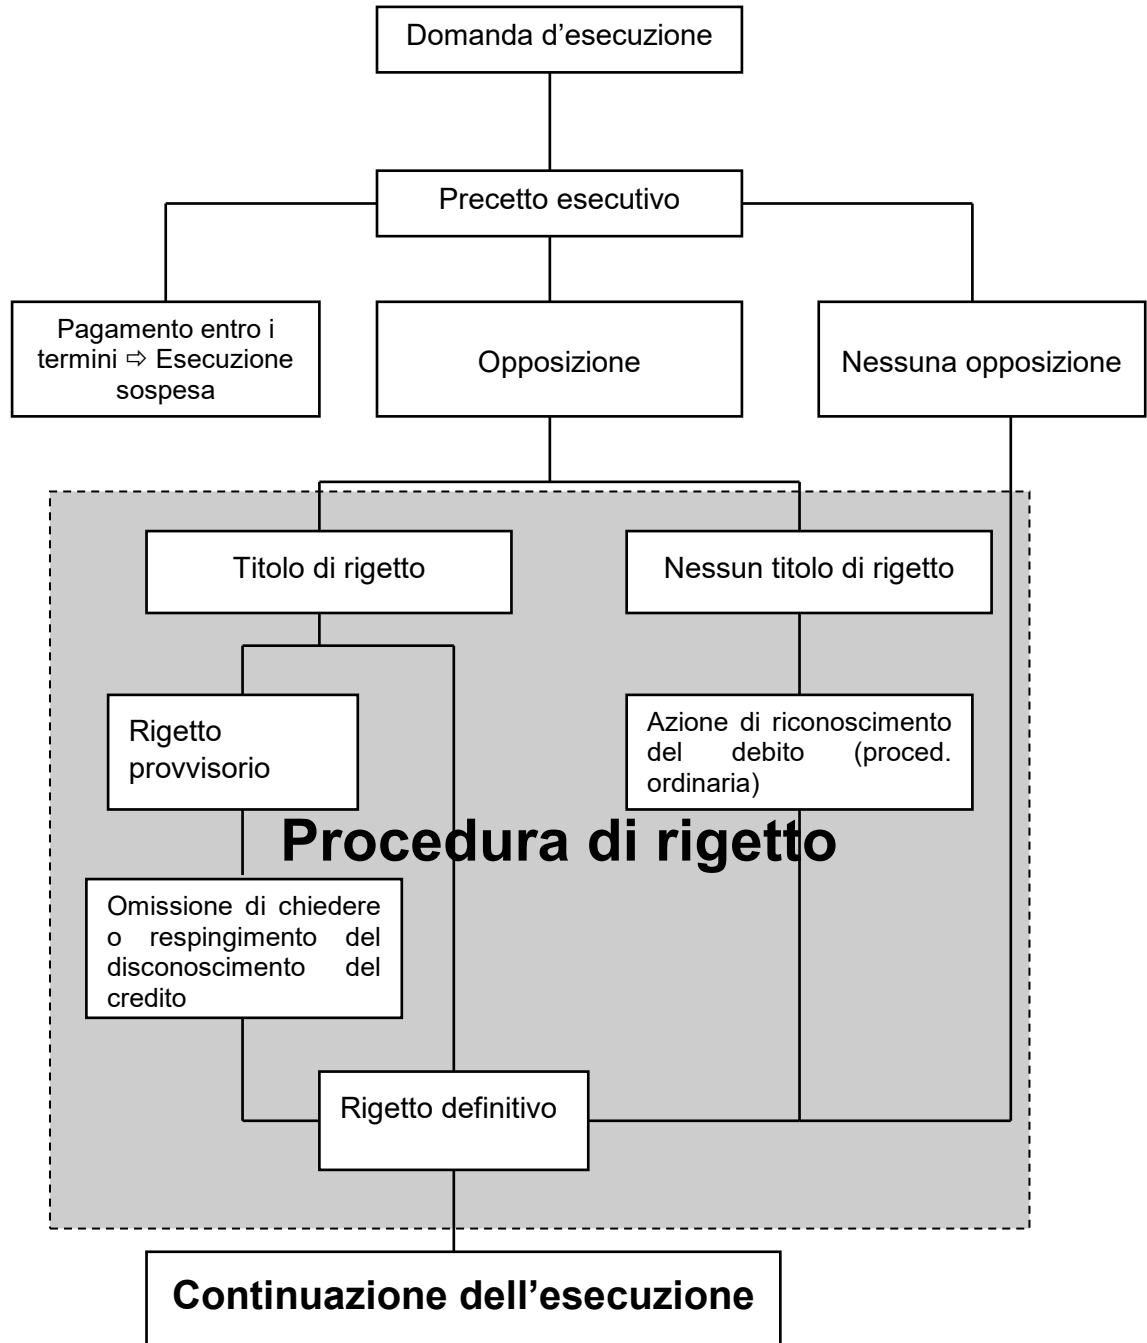 Domanda d'esecuzione
Precetto esecutivo
Pagamento entro i
termini ⇨ Esecuzione
sospesa
Opposizione
Nessuna opposizione
Titolo di rigetto
Nessun titolo di rigetto
Rigetto
provvisorio
Azione di riconoscimento
del debito (proced.
ordinaria)
Procedura di rigetto
Omissione di chiedere
o respingimento del
disconoscimento del
credito
Rigetto definitivo
Continuazione dell'esecuzione